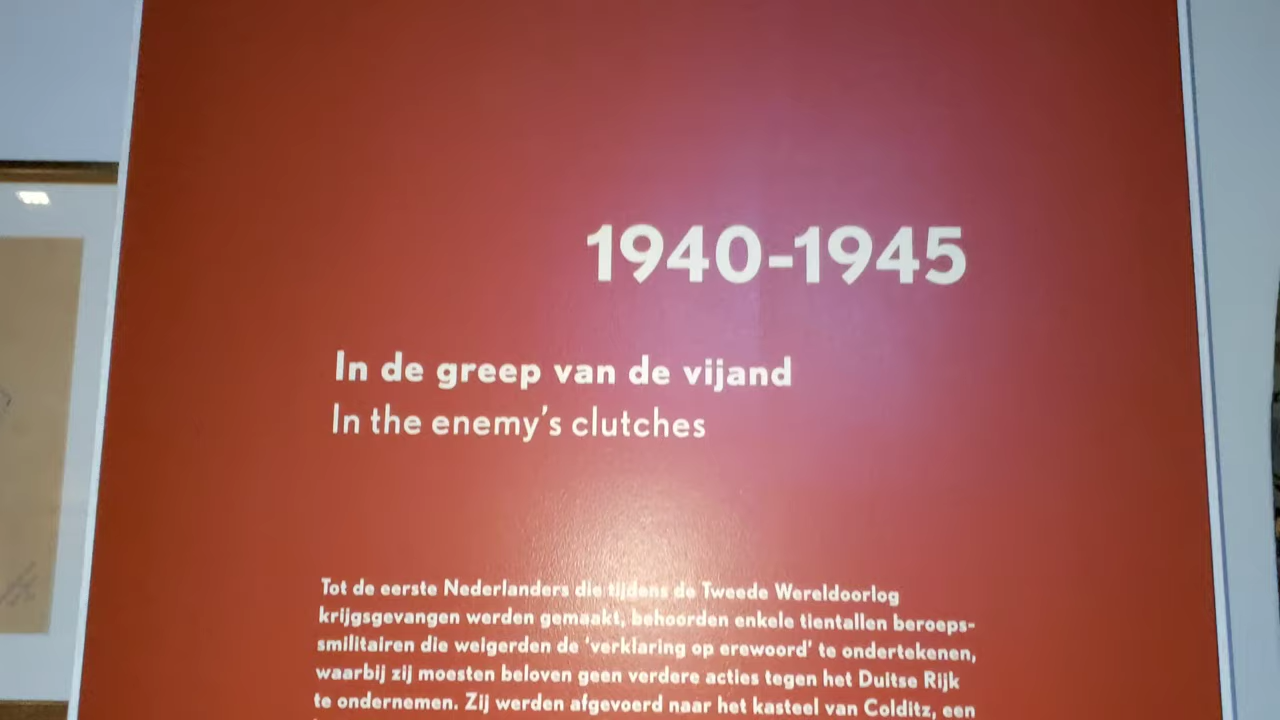 1940-1945
In de greep van de vijand
In the enemy's clutches
Tot de eerste Nederlanders die tijdens de Tweede Wereldoorlog
krijgsgevangen werden gemaakt, behoorden enkele tientallen beroeps-
smilitairen die weigerden de 'verklaring op erewoord' te ondertekenen,
waarbij zij moesten beloven geen verdere acties tegen het Duitse Rijk
te ondernemen. Zij werden afgevoerd naar het kasteel van Colditz, een